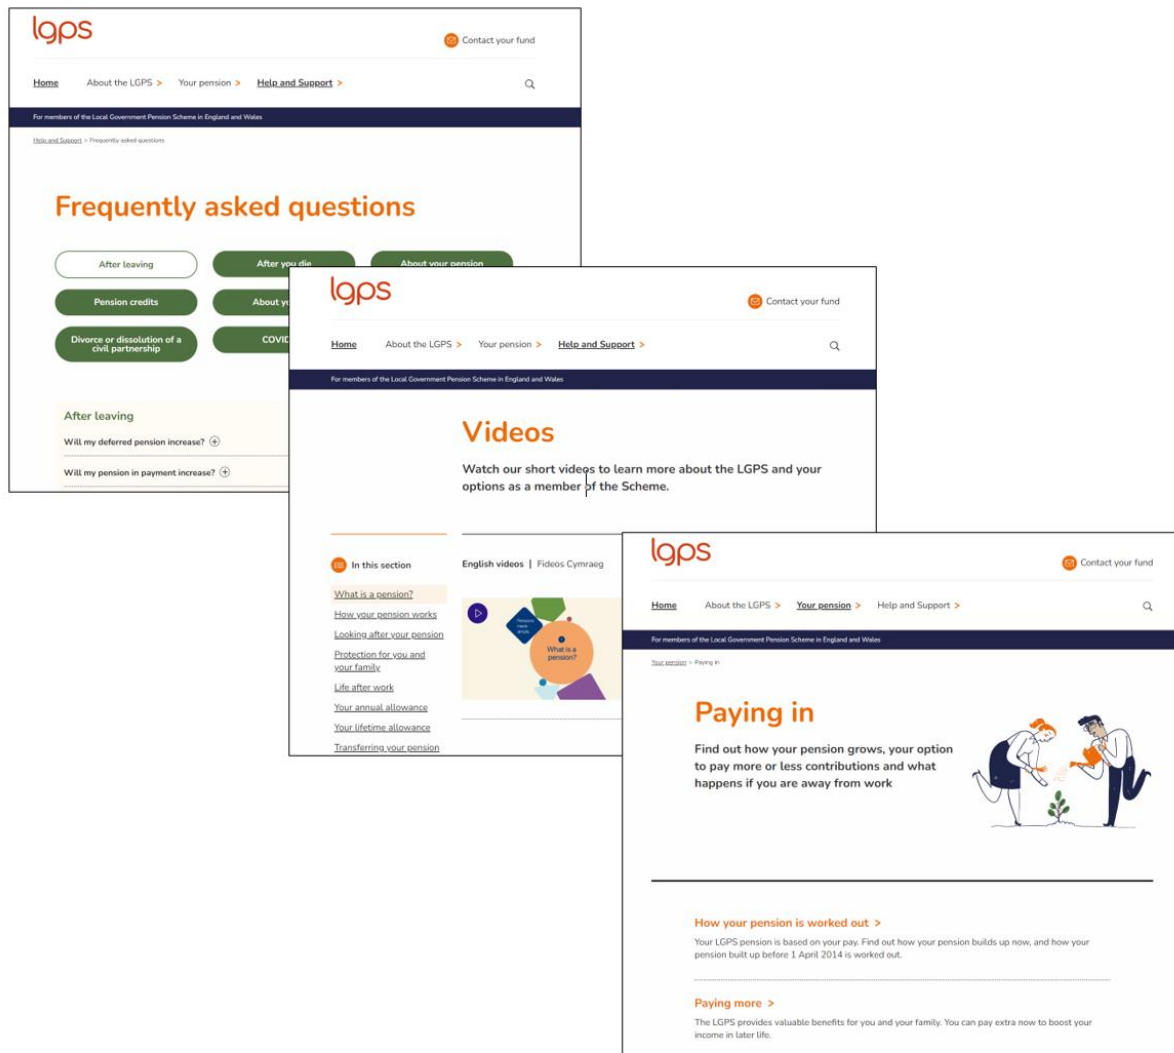 lgps
Contact your fund
Home About the LGPS > Your pension > Help and Support >
For members of the Local Government Pension Scheme in England and Wales
Help and Support > Frequently asked questions
Frequently asked questions
After leaving After you die About your pension
Pension credits About yo
Divorce or dissolution of a
civil partnership
COVID
After leaving
Will my deferred pension increase?
Will my pension in payment increase?
lgps
Contact your fund
Home About the LGPS > Your pension > Help and Support >
For members of the Local Government Pension Scheme in England and Wales
Videos
Watch our short videos to learn more about the LGPS and your
options as a member of the Scheme.
In this section
What is a pension?
How your pension works
Looking after your pension
Protection for you and
your family
Life after work
Your annual allowance
Your lifetime allowance
Transferring your pension
English videos | Fideos Cymraeg
Pensions
made
simple
What is a
pension?
lgps
Contact your fund
Home About the LGPS > Your pension > Help and Support >
For members of the Local Government Pension Scheme in England and Wales
Your pension > Paying in
Paying in
Find out how your pension grows, your option
to pay more or less contributions and what
happens if you are away from work
How your pension is worked out >
Your LGPS pension is based on your pay. Find out how your pension builds up now, and how your
pension built up before 1 April 2014 is worked out.
Paying more >
The LGPS provides valuable benefits for you and your family. You can pay extra now to boost your
income in later life.